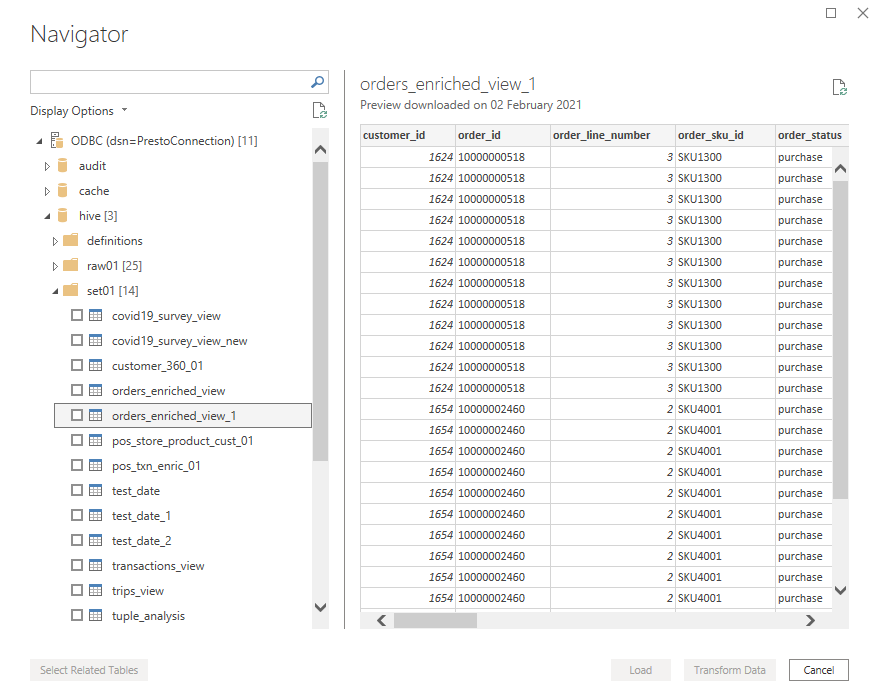 Navigator
Display Options
ODBC (dsn=PrestoConnection) [11]
audit
cache
hive [3]
definitions
raw01 [25]
set01 [14]
covid19_survey_view
covid19_survey_view_new
customer_360_01
orders_enriched_view
orders_enriched_view_1
pos_store_product_cust_01
pos_txn_enric_01
test_date
test_date_1
test_date_2
transactions_view
trips_view
tuple_analysis
orders_enriched_view_1
Preview downloaded on 02 February 2021
customer_id order_id order_line_number order_sku_id order_status
1624 10000000518 3 SKU1300 purchase
1624 10000000518 3 SKU1300 purchase
1624 10000000518 3 SKU1300 purchase
1624 10000000518 3 SKU1300 purchase
1624 10000000518 3 SKU1300 purchase
1624 10000000518 3 SKU1300 purchase
1624 10000000518 3 SKU1300 purchase
1624 10000000518 3 SKU1300 purchase
1624 10000000518 3 SKU1300 purchase
1624 10000000518 3 SKU1300 purchase
1624 10000000518 3 SKU1300 purchase
1624 10000000518 3 SKU1300 purchase
1654 10000002460 2 SKU4001 purchase
1654 10000002460 2 SKU4001 purchase
1654 10000002460 2 SKU4001 purchase
1654 10000002460 2 SKU4001 purchase
1654 10000002460 2 SKU4001 purchase
1654 10000002460 2 SKU4001 purchase
1654 10000002460 2 SKU4001 purchase
1654 10000002460 2 SKU4001 purchase
1654 10000002460 2 SKU4001 purchase
Select Related Tables
Load
Transform Data
Cancel